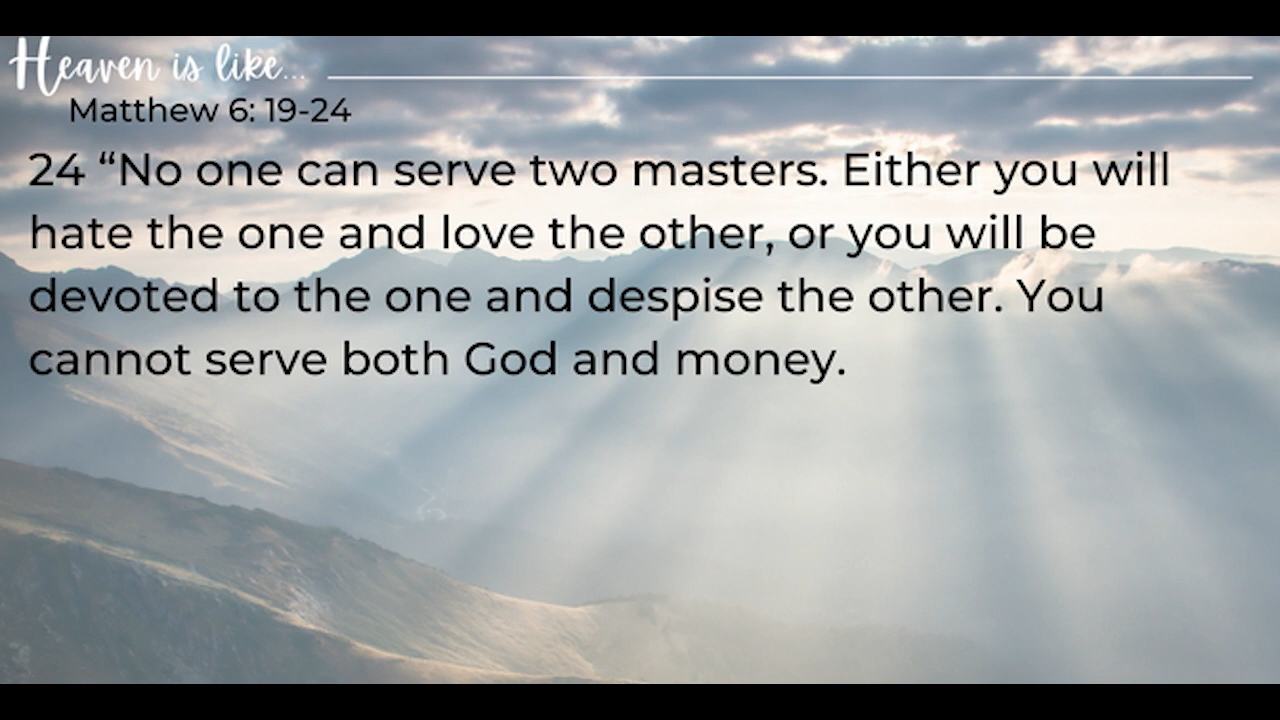 Heaven is like...
Matthew 6: 19-24
24 “No one can serve two masters. Either you will
hate the one and love the other, or you will be
devoted to the one and despise the other. You
cannot serve both God and money.